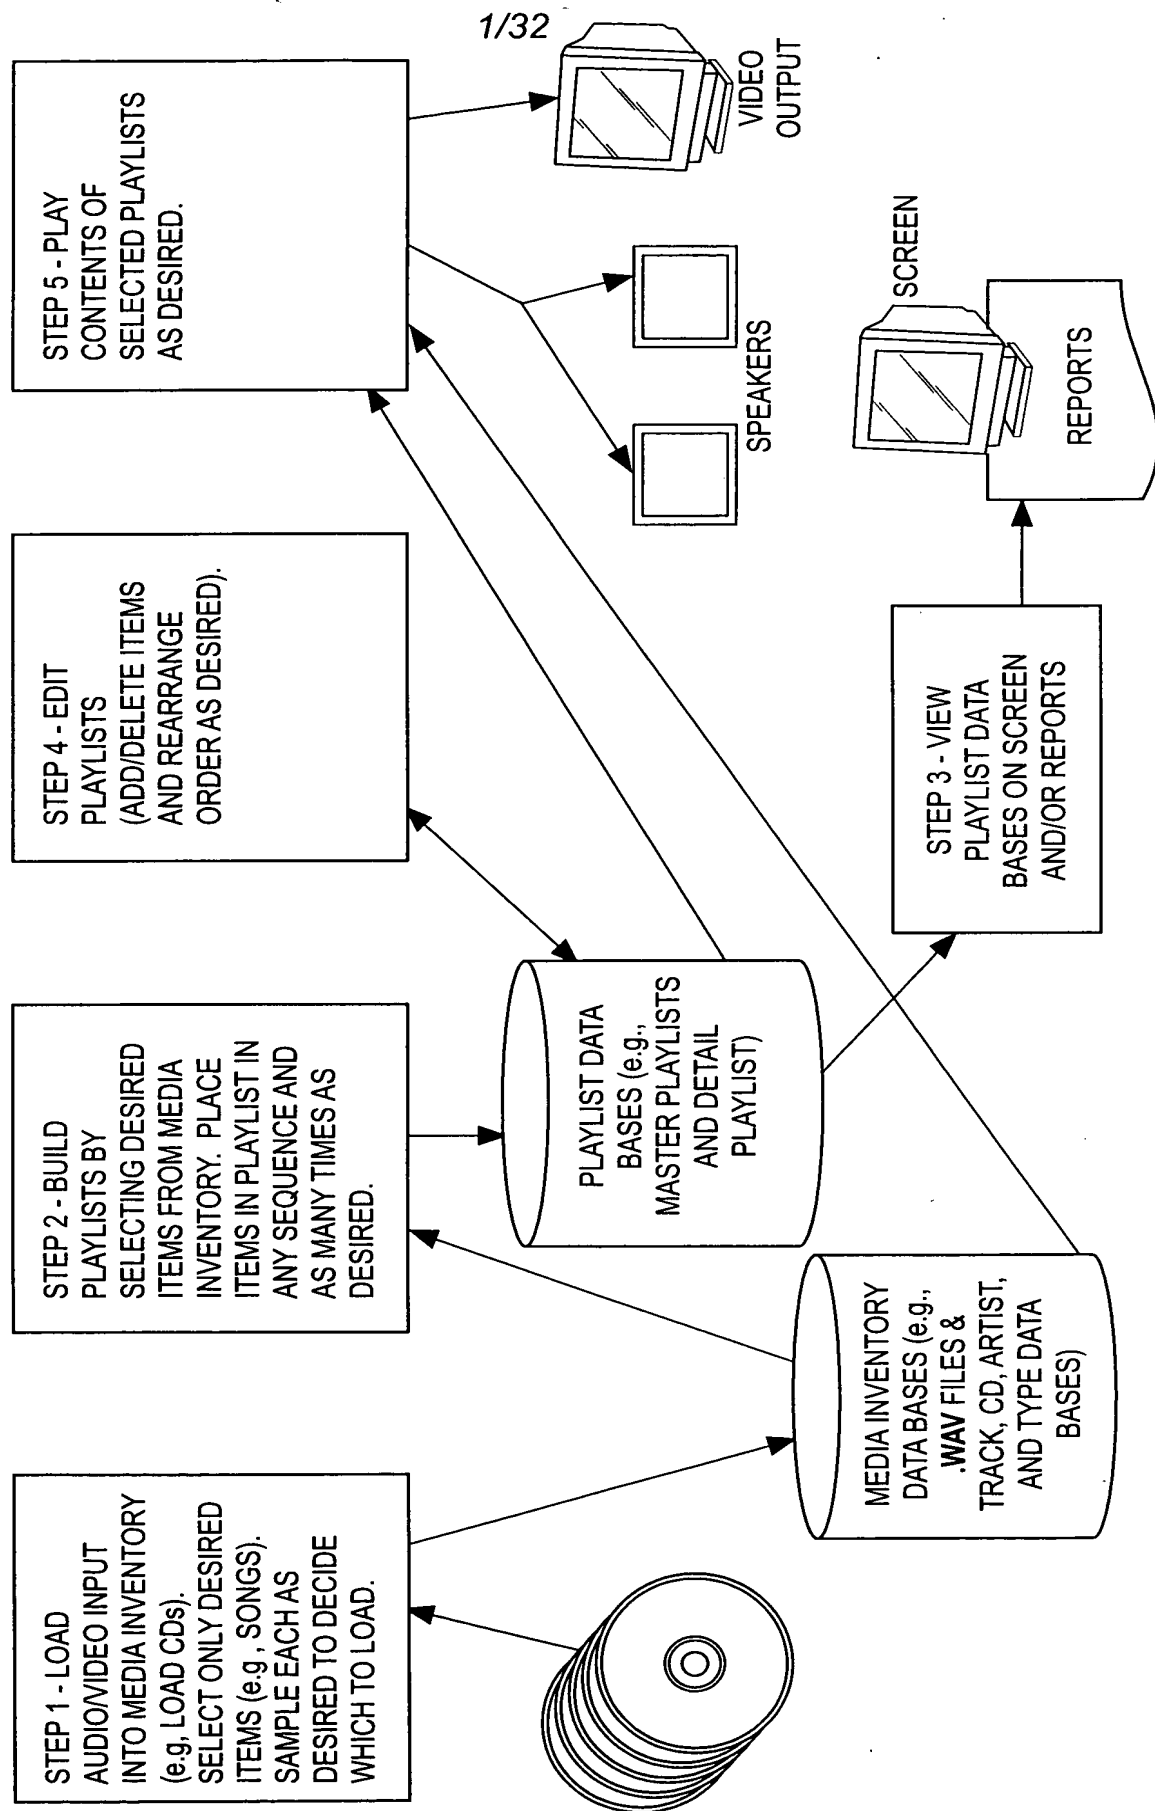 1/32
STEP 1 - LOAD
AUDIO/VIDEO INPUT
INTO MEDIA INVENTORY
(e.g, LOAD CDs).
SELECT ONLY DESIRED
ITEMS (e.g , SONGS).
SAMPLE EACH AS
DESIRED TO DECIDE
WHICH TO LOAD.
STEP 2 - BUILD
PLAYLISTS BY
SELECTING DESIRED
ITEMS FROM MEDIA
INVENTORY. PLACE
ITEMS IN PLAYLIST IN
ANY SEQUENCE AND
AS MANY TIMES AS
DESIRED.
STEP 4 - EDIT
PLAYLISTS
(ADD/DELETE ITEMS
AND REARRANGE
ORDER AS DESIRED).
STEP 5 - PLAY
CONTENTS OF
SELECTED PLAYLISTS
AS DESIRED.
PLAYLIST DATA
BASES (e.g.,
MASTER PLAYLISTS
AND DETAIL
PLAYLIST)
SPEAKERS
VIDEO
OUTPUT
MEDIA INVENTORY
DATA BASES (e.g.,
.WAV FILES &
TRACK, CD, ARTIST,
AND TYPE DATA
BASES)
STEP 3 - VIEW
PLAYLIST DATA
BASES ON SCREEN
AND/OR REPORTS
SCREEN
REPORTS